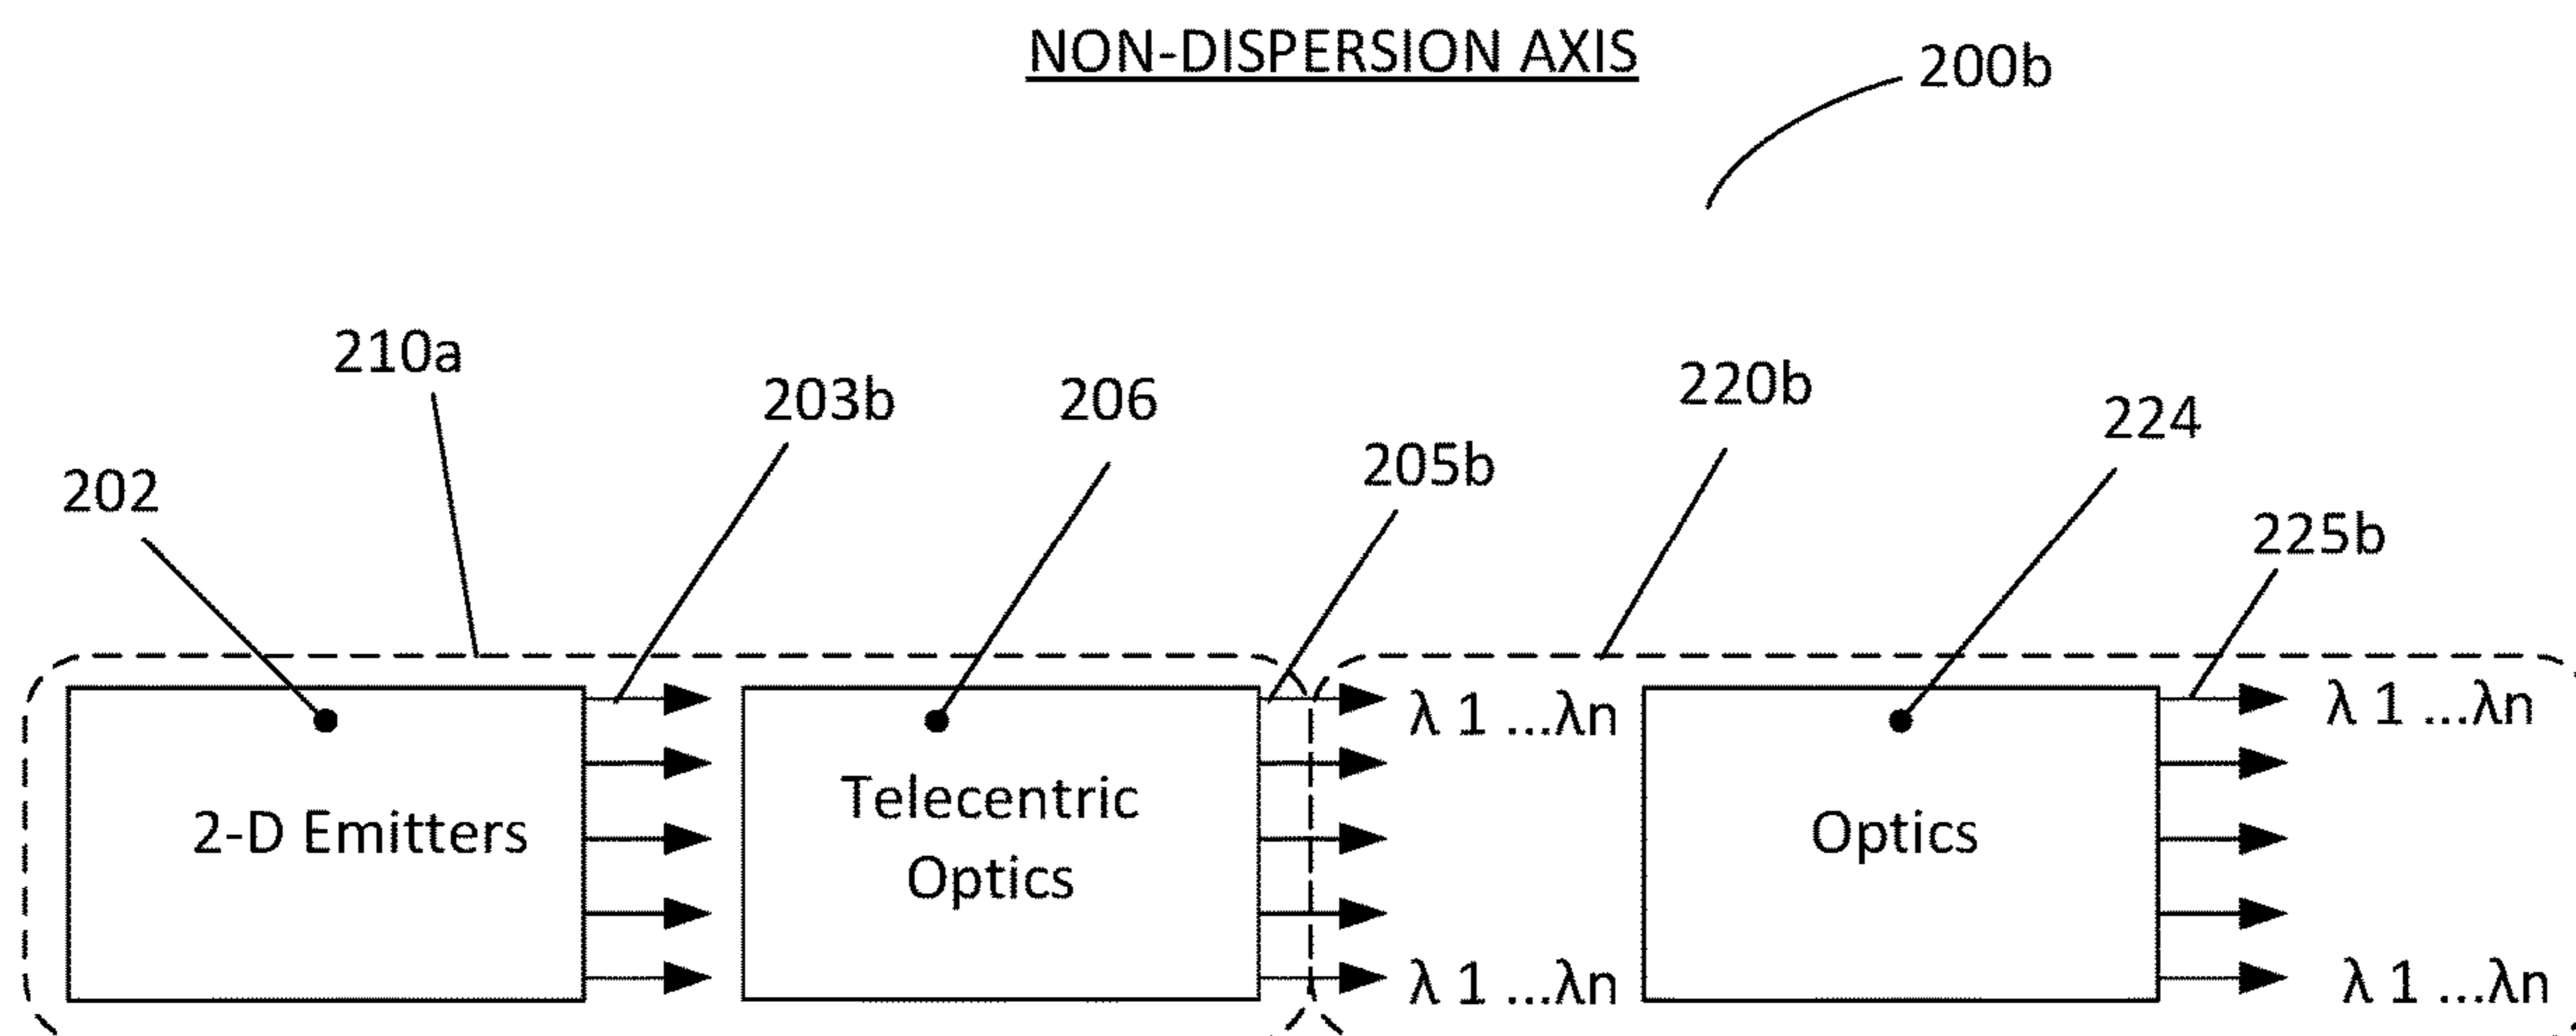 NON-DISPERSION AXIS
200b
210a
203b
206
220b
224
202
205b
225b
λ 1 ...λn
λ 1 ...λn
2-D Emitters
Telecentric
Optics
Optics
λ 1 ...λn
λ 1 ...λn